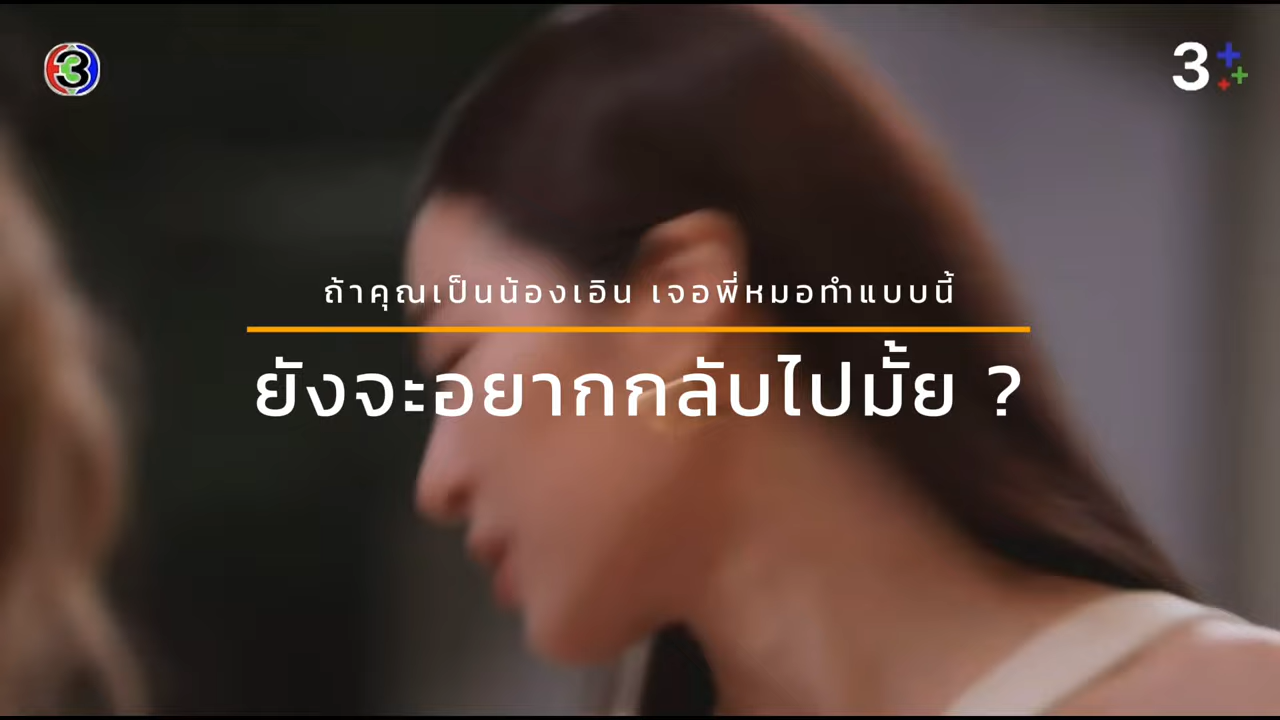 3
3
ถ้าคุณเป็นน้องเอิน เจอพี่หมอทำแบบนี้
ยังจะอยากกลับไปมั้ย ?